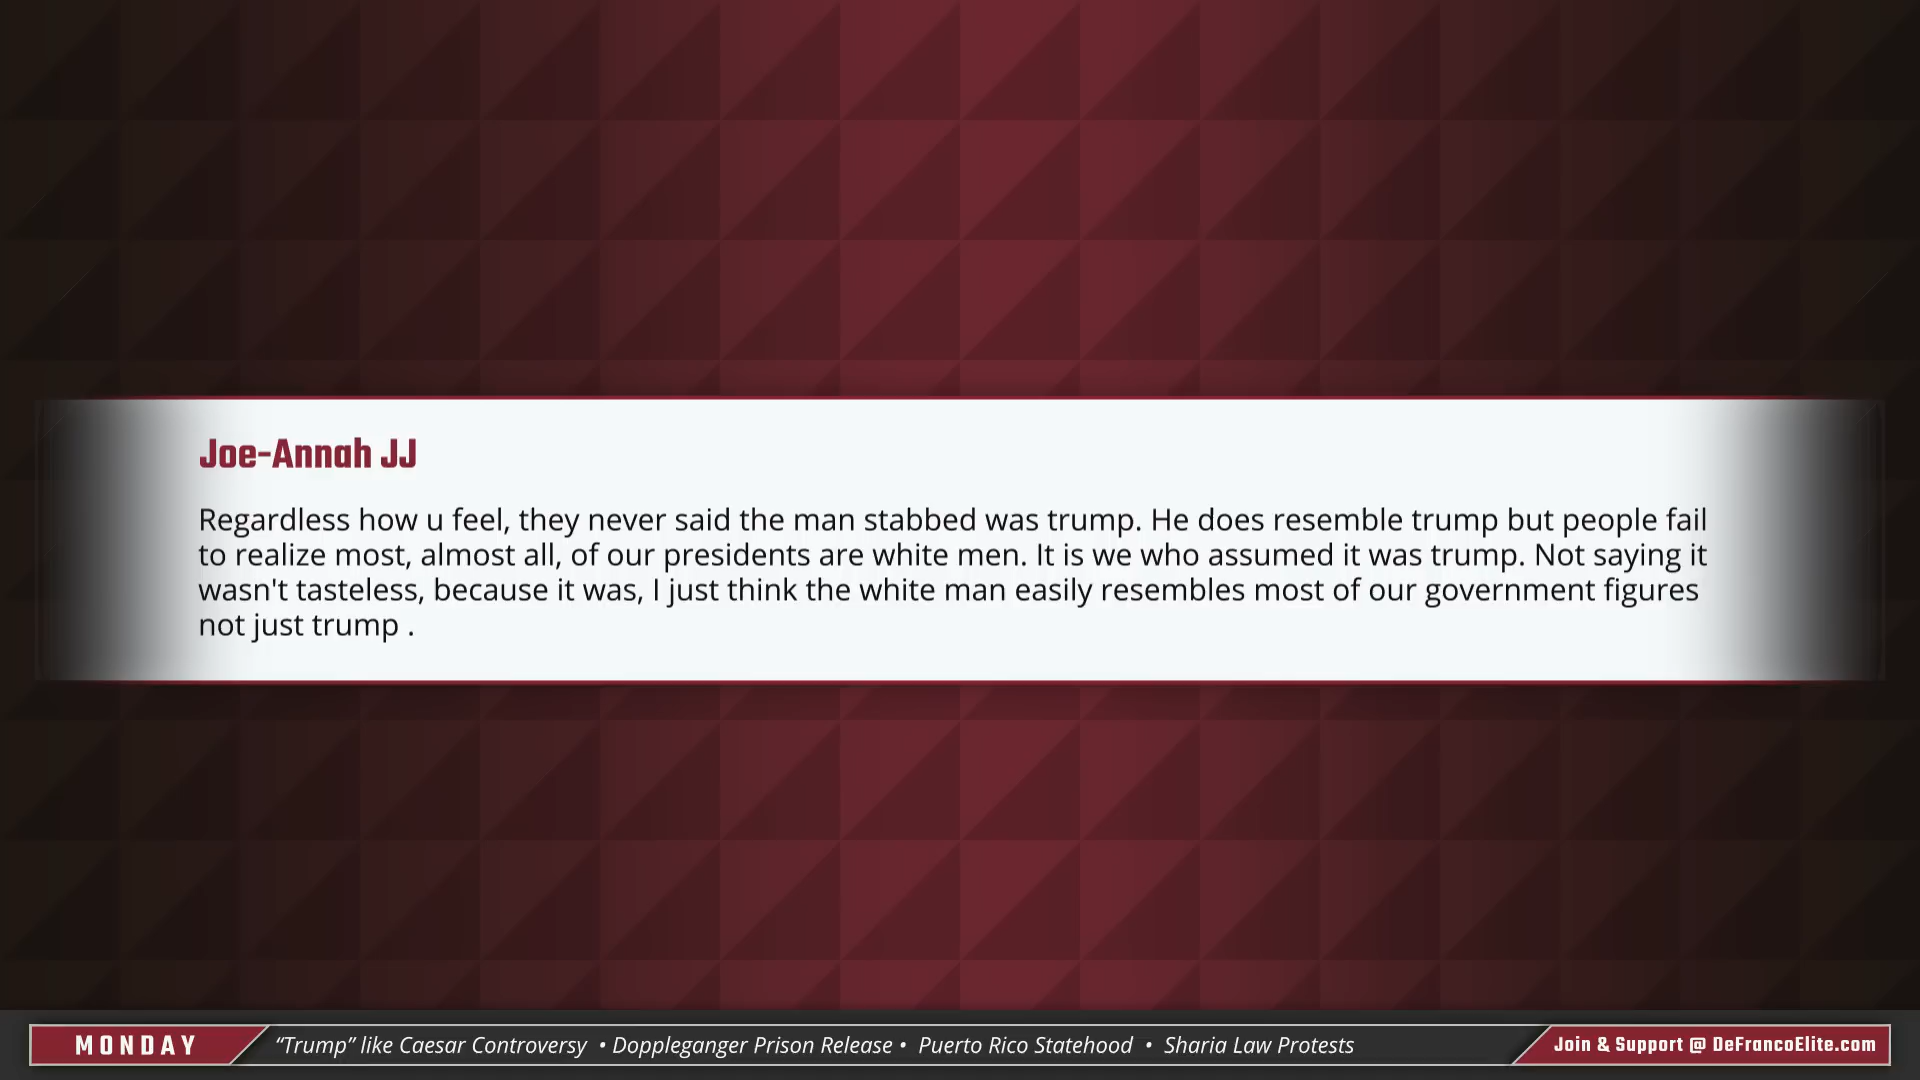 Joe-Annah JJ
Regardless how u feel, they never said the man stabbed was trump. He does resemble trump but people fail
to realize most, almost all, of our presidents are white men. It is we who assumed it was trump. Not saying it
wasn't tasteless, because it was, I just think the white man easily resembles most of our government figures
not just trump .
MONDAY “Trump” like Caesar Controversy • Doppleganger Prison Release • Puerto Rico Statehood • Sharia Law Protests Join & Support @ DeFrancoElite.com